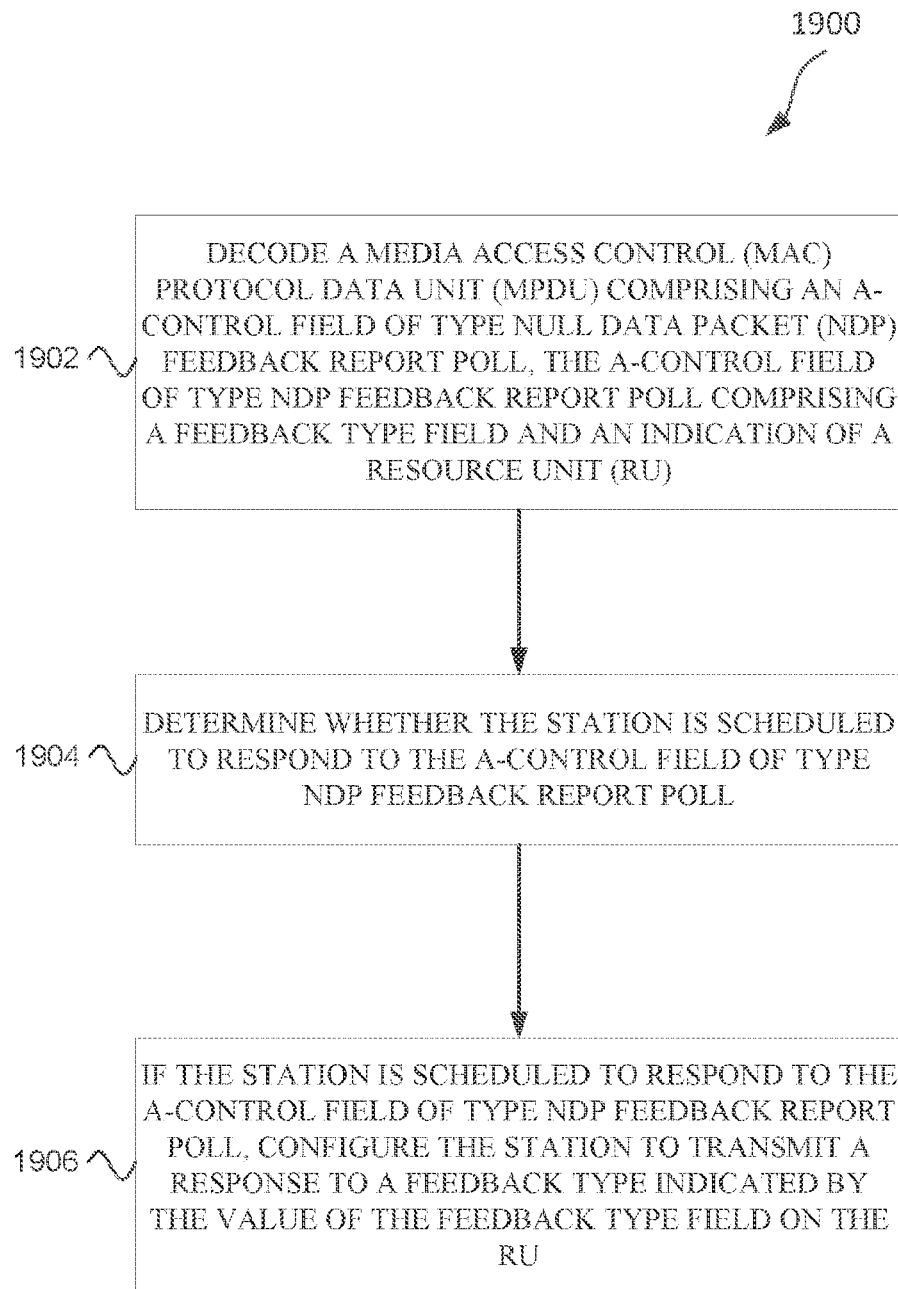 1900
DECODE A MEDIA ACCESS CONTROL (MAC)
PROTOCOL DATA UNIT (MPDU) COMPRISING AN A-
CONTROL FIELD OF TYPE NULL DATA PACKET (NDP)
FEEDBACK REPORT POLL, THE A-CONTROL FIELD
OF TYPE NDP FEEDBACK REPORT POLL COMPRISING
A FEEDBACK TYPE FIELD AND AN INDICATION OF A
RESOURCE UNIT (RU)
1902
DETERMINE WHETHER THE STATION IS SCHEDULED
TO RESPOND TO THE A-CONTROL FIELD OF TYPE
NDP FEEDBACK REPORT POLL
1904
IF THE STATION IS SCHEDULED TO RESPOND TO THE
A-CONTROL FIELD OF TYPE NDP FEEDBACK REPORT
POLL, CONFIGURE THE STATION TO TRANSMIT A
RESPONSE TO A FEEDBACK TYPE INDICATED BY
THE VALUE OF THE FEEDBACK TYPE FIELD ON THE
RU
1906